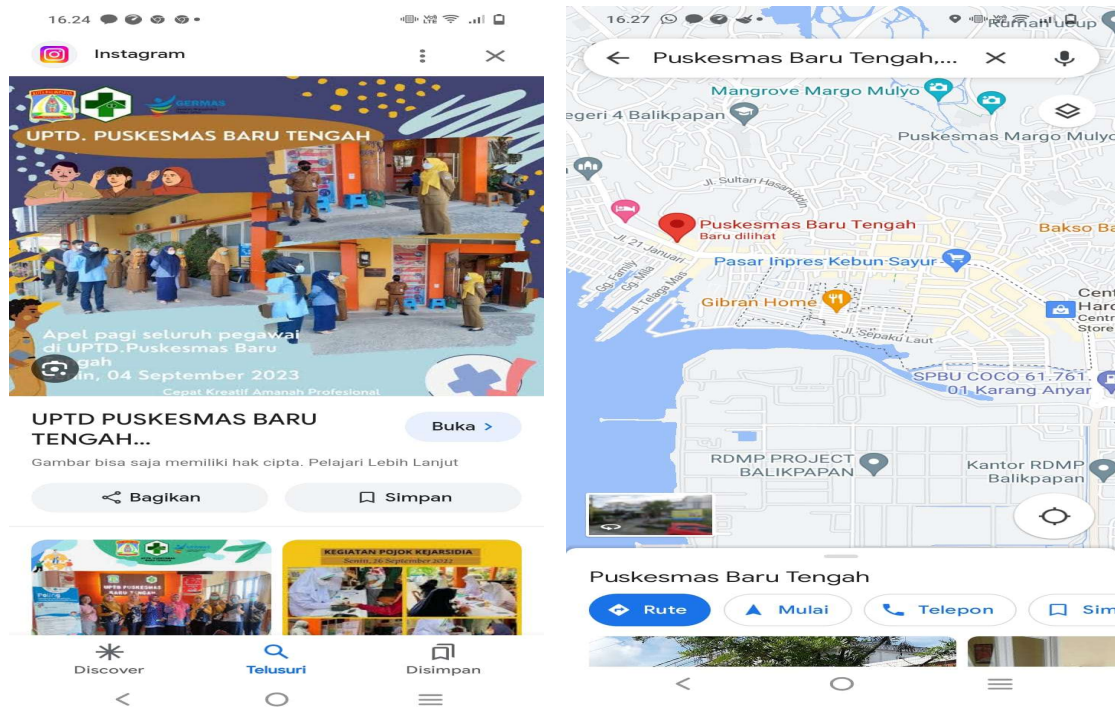 16.24
Instagram
GERMAS
UPTD. PUSKESMAS BARU TENGAH
Apel pagi seluruh pegawai
di UPTD.Puskesmas Baru
04 September 2023
Cepat Kreatif Amanah Profesional
UPTD PUSKESMAS BARU
TENGAH...
Buka >
Gambar bisa saja memiliki hak cipta. Pelajari Lebih Lanjut
Bagikan
Simpan
UPTD PUSKESMAS
BARU TENGAH
KEGIATAN POJOK KEJARSIDIA
Senin, 26 September 2022
Discover
Telusuri
Disimpan
16.27
Rumah ucup
Puskesmas Baru Tengah,...
Mangrove Margo Mulyo
egeri 4 Balikpapan
Puskesmas Margo Mulyo
Jl. Sultan Hasanuddin
Puskesmas Baru Tengah
Baru dilihat
Bakso Ba
Jl. 21 Januari
Pasar Inpres Kebun Sayur
Gg. Family
Gg. Mila
Jl. Telaga Mas
Gibran Home
Cent
Hard
Centr
Store
Jl. Sepaku Laut
SPBU COCO 61.761.
01 Karang Anyar
RDMP PROJECT
BALIKPAPAN
Kantor RDMP
Balikpapan
Puskesmas Baru Tengah
Rute
Mulai
Telepon
Sim